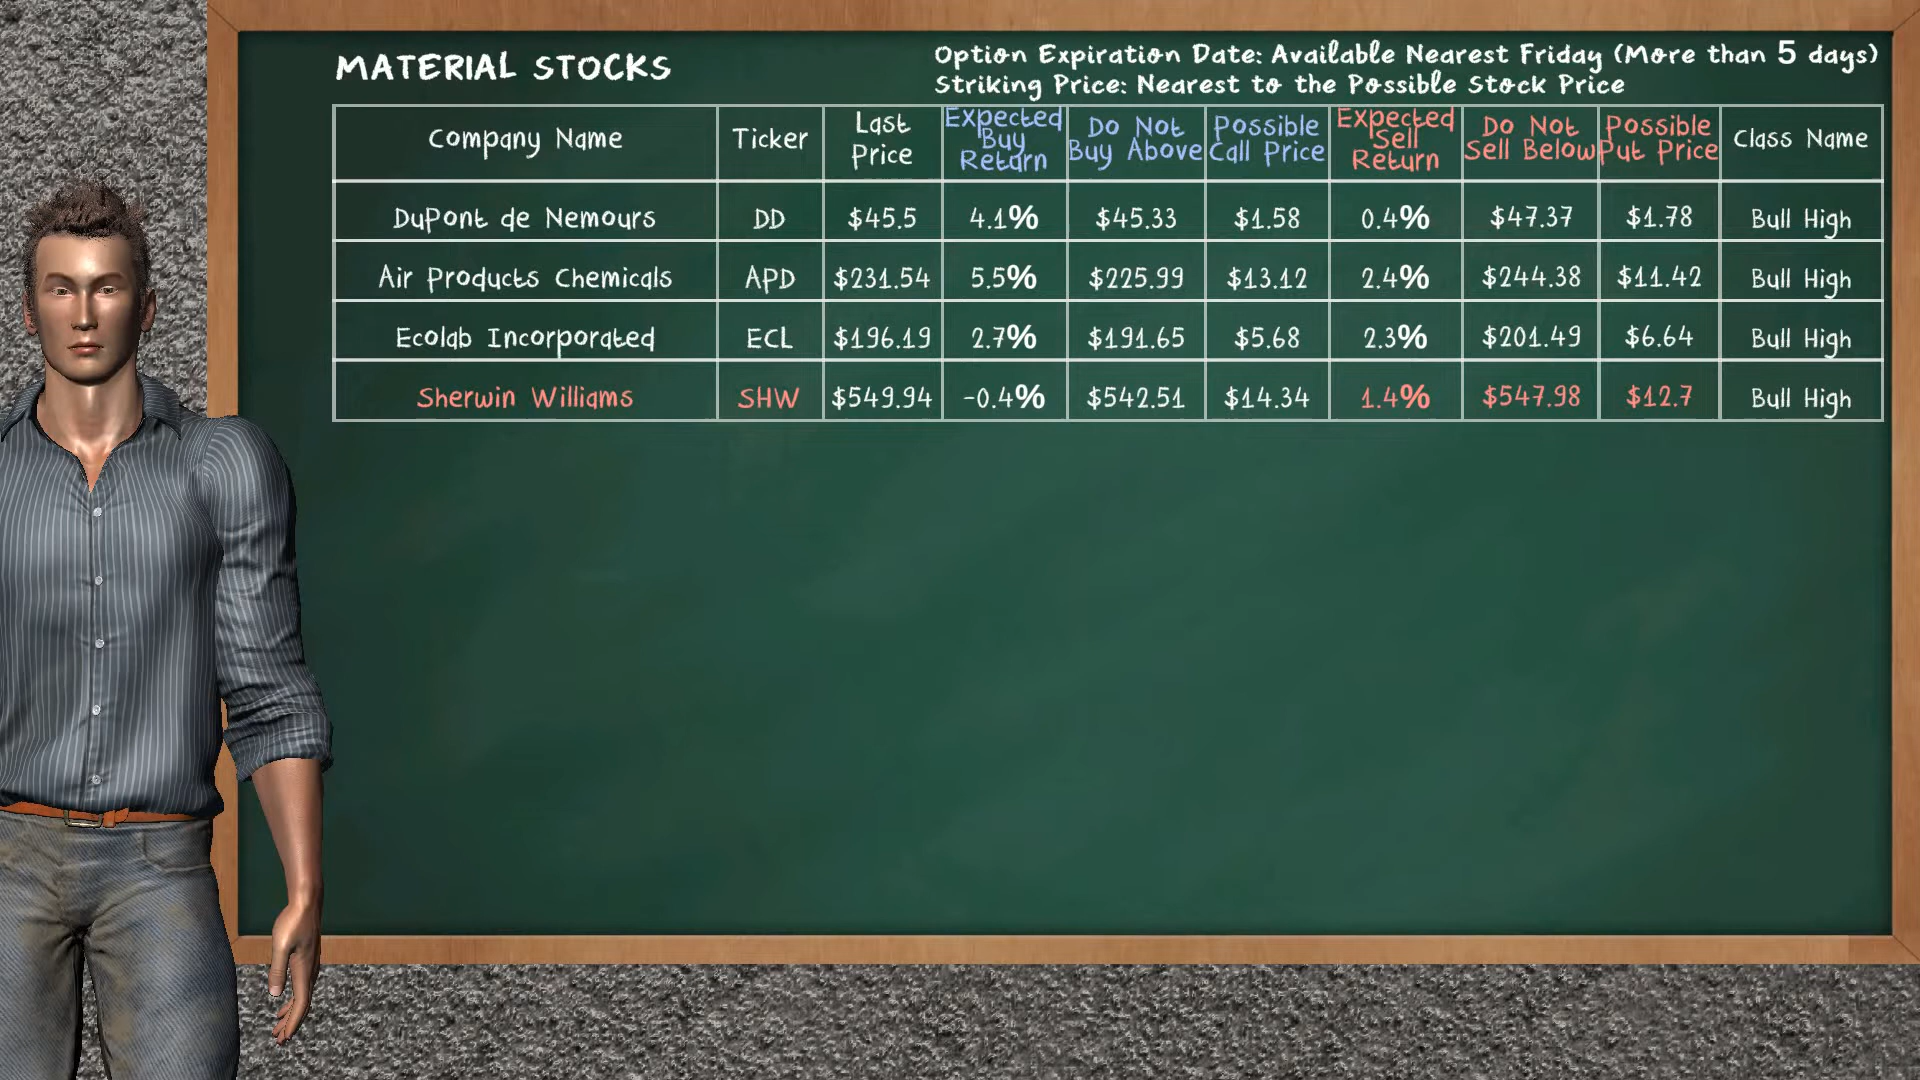 MATERIAL STOCKS
Option Expiration Date: Available Nearest Friday (More than 5 days)
Striking Price: Nearest to the Possible Stock Price
Company Name Ticker Last Price Expected Buy Return Do Not Buy Above Possible Call Price Expected Sell Return Do Not Sell Below Possible Put Price Class Name
DuPont de Nemours DD $45.5 4.1% $45.33 $1.58 0.4% $47.37 $1.78 Bull High
Air Products Chemicals APD $231.54 5.5% $225.99 $13.12 2.4% $244.38 $11.42 Bull High
Ecolab Incorporated ECL $196.19 2.7% $191.65 $5.68 2.3% $201.49 $6.64 Bull High
Sherwin Williams SHW $549.94 -0.4% $542.51 $14.34 1.4% $547.98 $12.7 Bull High